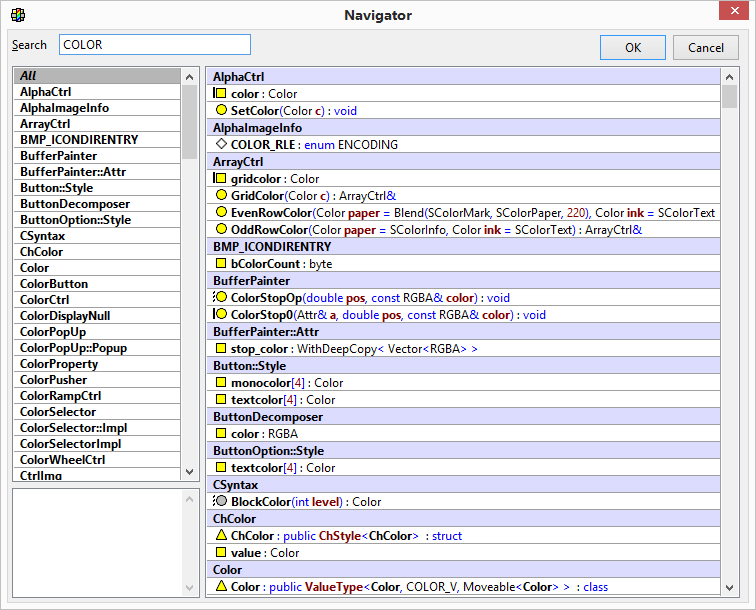 Navigator
Search COLOR OK Cancel
All
AlphaCtrl
AlphaImageInfo
ArrayCtrl
BMP_ICONDIRENTRY
BufferPainter
BufferPainter::Attr
Button::Style
ButtonDecomposer
ButtonOption::Style
CSyntax
ChColor
Color
ColorButton
ColorCtrl
ColorDisplayNull
ColorPopUp
ColorPopUp::Popup
ColorProperty
ColorPusher
ColorRampCtrl
ColorSelector
ColorSelector::Impl
ColorSelectorImpl
ColorWheelCtrl
CtrlImg
AlphaCtrl
color : Color
SetColor(Color c) : void
AlphaImageInfo
COLOR_RLE : enum ENCODING
ArrayCtrl
gridcolor : Color
GridColor(Color c) : ArrayCtrl&
EvenRowColor(Color paper = Blend(SColorMark, SColorPaper, 220), Color ink = SColorText
OddRowColor(Color paper = SColorInfo, Color ink = SColorText) : ArrayCtrl&
BMP_ICONDIRENTRY
bColorCount : byte
BufferPainter
ColorStopOp(double pos, const RGBA& color) : void
ColorStop0(Attr& a, double pos, const RGBA& color) : void
BufferPainter::Attr
stop_color : WithDeepCopy< Vector<RGBA> >
Button::Style
monocolor[4] : Color
textcolor[4] : Color
ButtonDecomposer
color : RGBA
ButtonOption::Style
textcolor[4] : Color
CSyntax
BlockColor(int level) : Color
ChColor
ChColor : public ChStyle<ChColor> : struct
value : Color
Color
Color : public ValueType<Color, COLOR_V, Moveable<Color> > : class